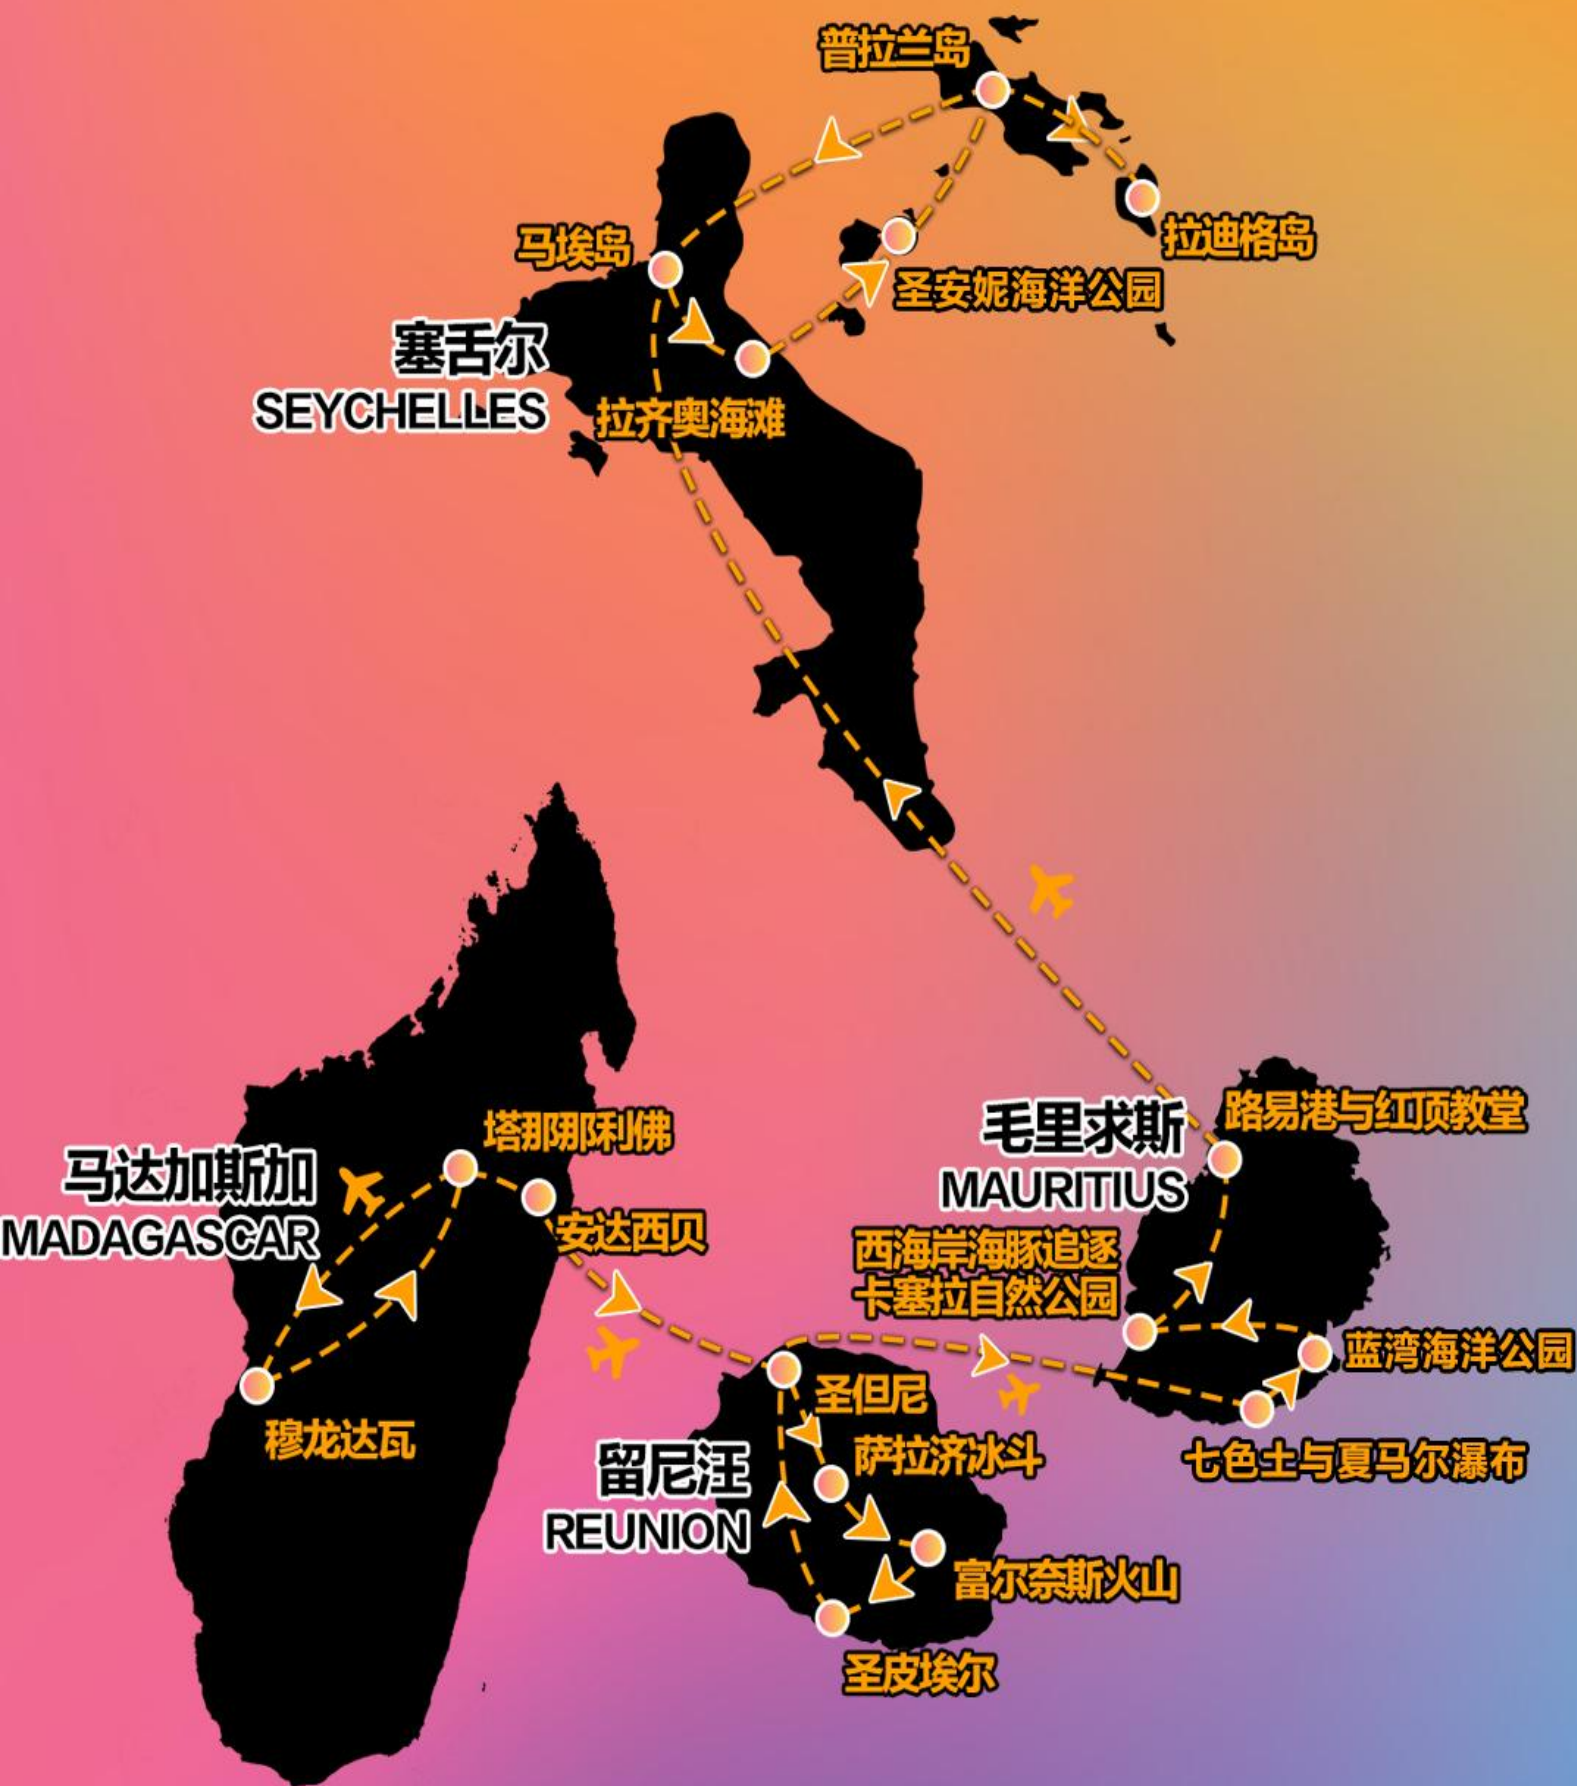 普拉兰岛
马埃岛
拉迪格岛
圣安妮海洋公园
塞舌尔
SEYCHELLES
拉齐奥海滩
路易港与红顶教堂
毛里求斯
MAURITIUS
塔那那利佛
马达加斯加
MADAGASCAR
安达西贝
西海岸海豚追逐
卡塞拉自然公园
蓝湾海洋公园
圣但尼
穆龙达瓦
萨拉济冰斗
七色土与夏马尔瀑布
留尼汪
REUNION
富尔奈斯火山
圣皮埃尔